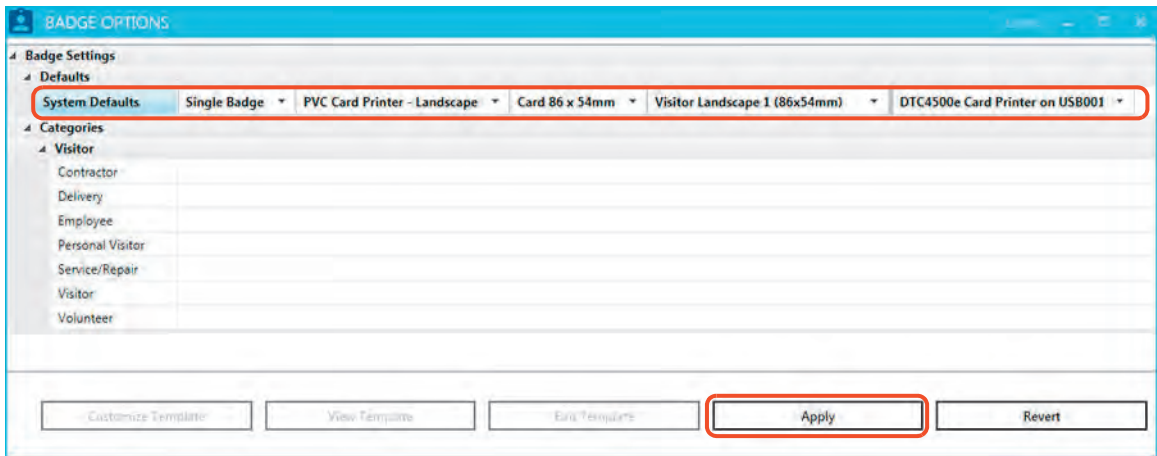 BADGE OPTIONS
Badge Settings
Defaults
System Defaults Single Badge PVC Card Printer - Landscape Card 86 x 54mm Visitor Landscape 1 (86x54mm) DTC4500e Card Printer on USB001
Categories
Visitor
Contractor
Delivery
Employee
Personal Visitor
Service/Repair
Visitor
Volunteer
Customize Template View Template Edit Template Apply Revert